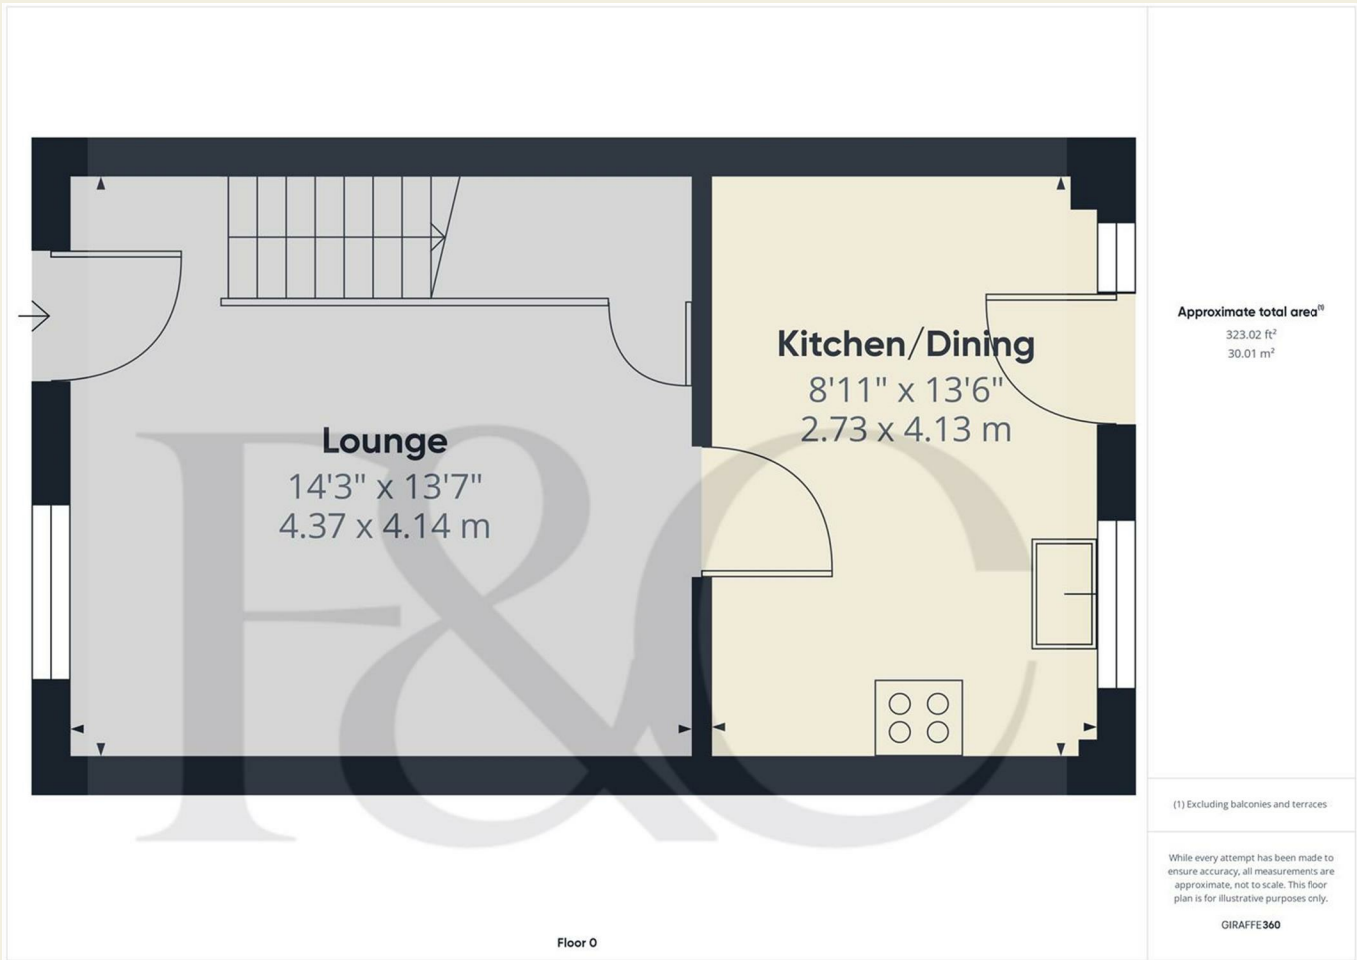 Lounge
14'3" x 13'7"
4.37 x 4.14 m
Kitchen/Dining
8'11" x 13'6"
2.73 x 4.13 m
F&C
Floor 0
Approximate total area(1)
323.02 ft²
30.01 m²
(1) Excluding balconies and terraces
While every attempt has been made to
ensure accuracy, all measurements are
approximate, not to scale. This floor
plan is for illustrative purposes only.
GIRAFFE360